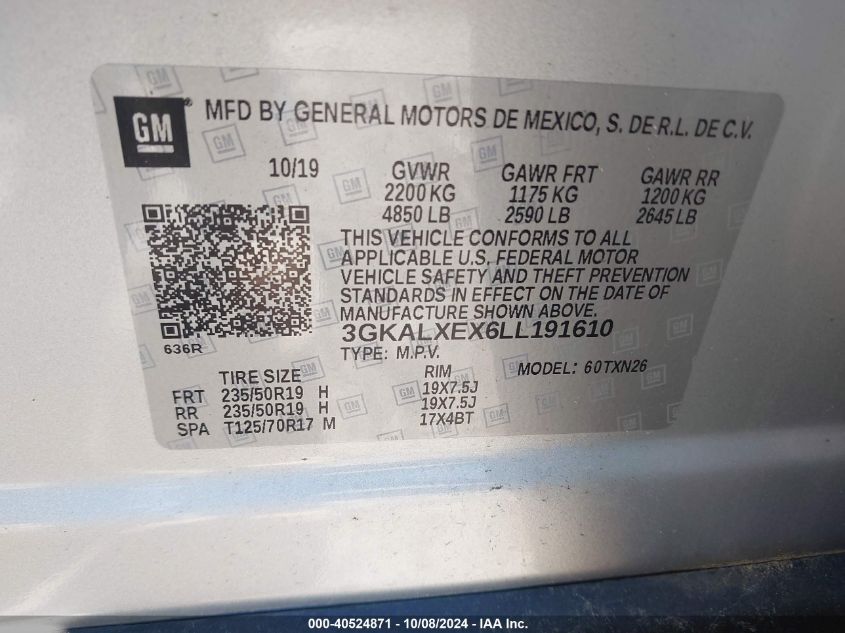 GM
MFD BY GENERAL MOTORS DE MEXICO, S. DE R.L. DE C.V.
10/19 GVWR GAWR FRT GAWR RR
2200 KG 1175 KG 1200 KG
4850 LB 2590 LB 2645 LB
THIS VEHICLE CONFORMS TO ALL
APPLICABLE U.S. FEDERAL MOTOR
VEHICLE SAFETY AND THEFT PREVENTION
STANDARDS IN EFFECT ON THE DATE OF
MANUFACTURE SHOWN ABOVE.
636R
3GKALXEX6LL191610
TYPE: M.P.V. MODEL: 60TXN26
TIRE SIZE RIM
FRT 235/50R19 H 19X7.5J
RR 235/50R19 H 19X7.5J
SPA T125/70R17 M 17X4BT
000-40524871 - 10/08/2024 - IAA Inc.